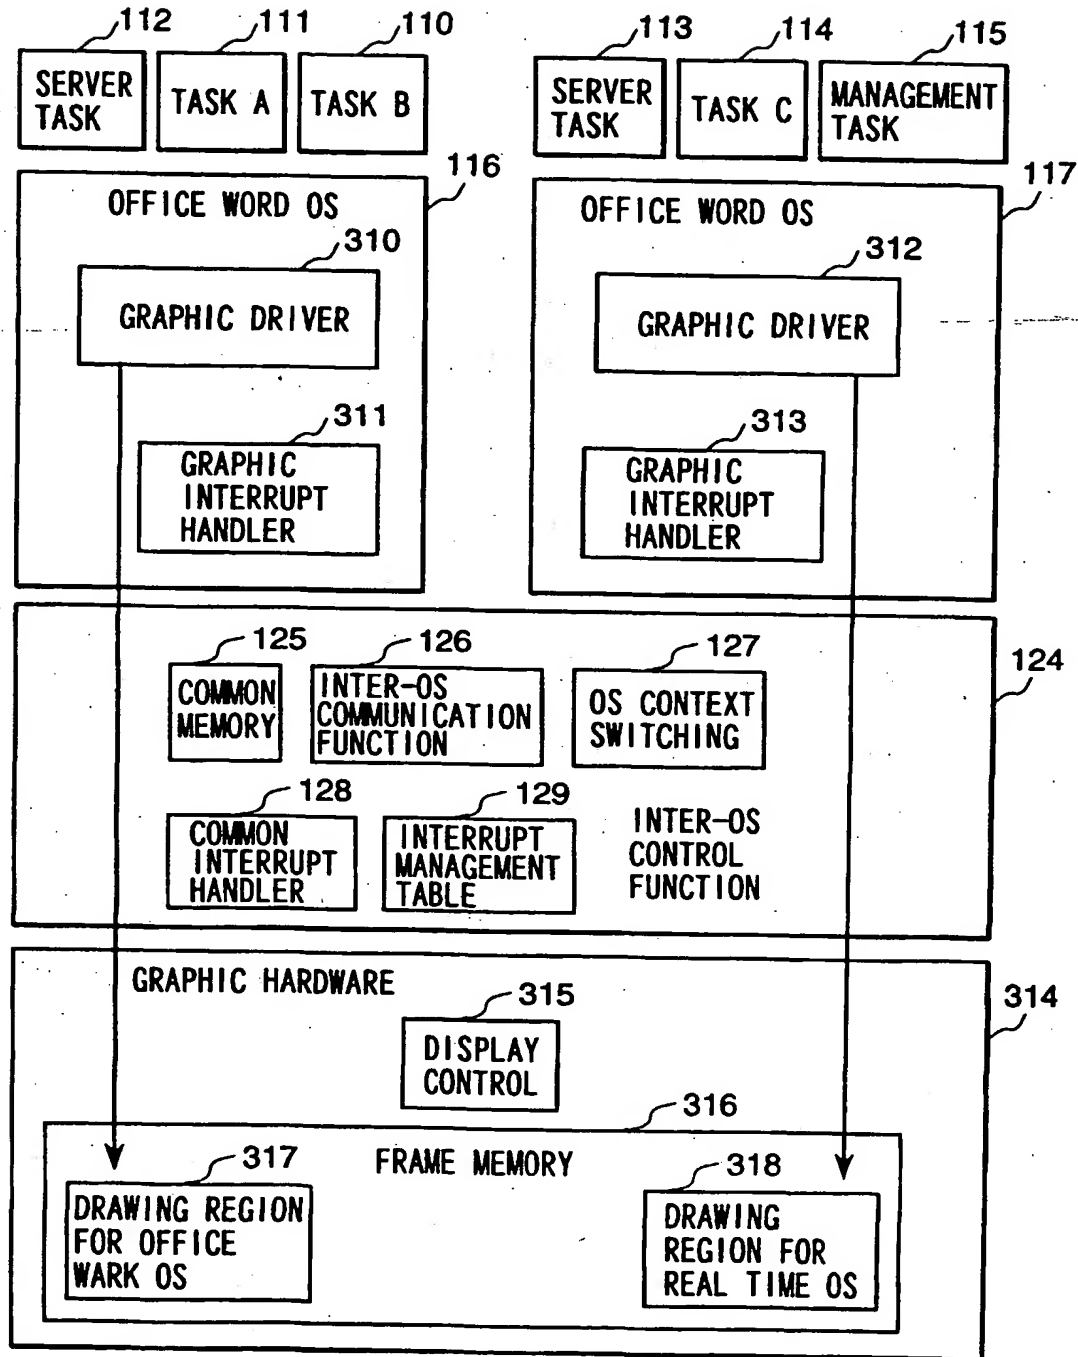 112
111
110
113
114
115
SERVER
TASK
TASK A
TASK B
SERVER
TASK
TASK C
MANAGEMENT
TASK
116
117
OFFICE WORD OS
OFFICE WORD OS
310
312
GRAPHIC DRIVER
GRAPHIC DRIVER
311
313
GRAPHIC
INTERRUPT
HANDLER
GRAPHIC
INTERRUPT
HANDLER
124
125
126
127
COMMON
MEMORY
INTER-OS
COMMUNICATION
FUNCTION
OS CONTEXT
SWITCHING
128
129
COMMON
INTERRUPT
HANDLER
INTERRUPT
MANAGEMENT
TABLE
INTER-OS
CONTROL
FUNCTION
GRAPHIC HARDWARE
314
315
DISPLAY
CONTROL
316
FRAME MEMORY
317
318
DRAWING REGION
FOR OFFICE
WARK OS
DRAWING
REGION FOR
REAL TIME OS